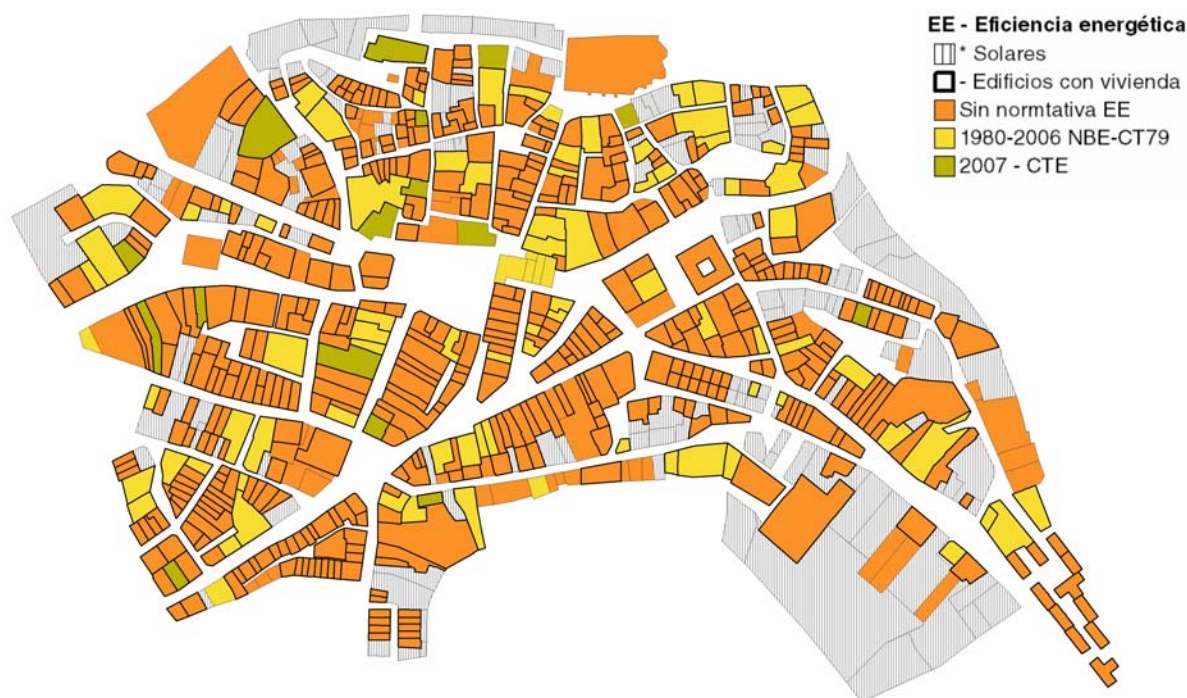 EE - Eficiencia energética
* Solares
- Edificios con vivienda
Sin normtativa EE
1980-2006 NBE-CT79
2007 - CTE